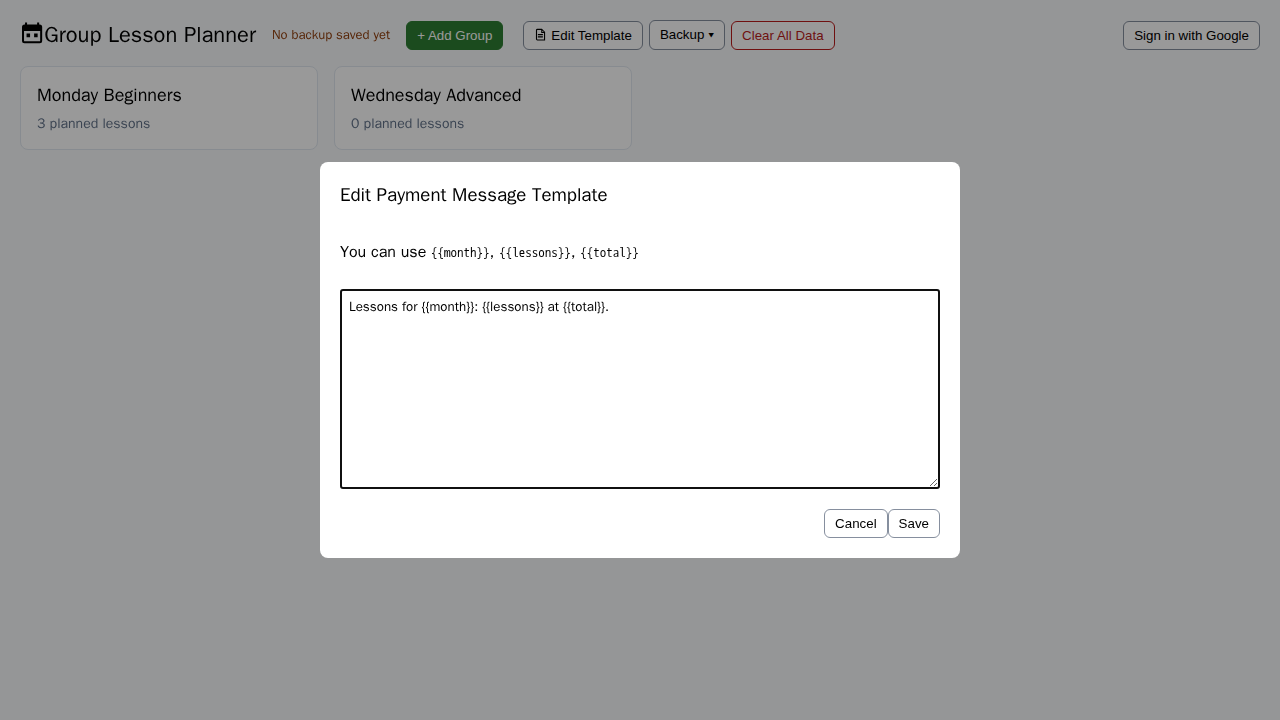 Group Lesson Planner No backup saved yet + Add Group Edit Template Backup ▾ Clear All Data Sign in with Google
Monday Beginners
3 planned lessons
Wednesday Advanced
0 planned lessons
Edit Payment Message Template
You can use {{month}}, {{lessons}}, {{total}}
Lessons for {{month}}: {{lessons}} at {{total}}.
Cancel Save